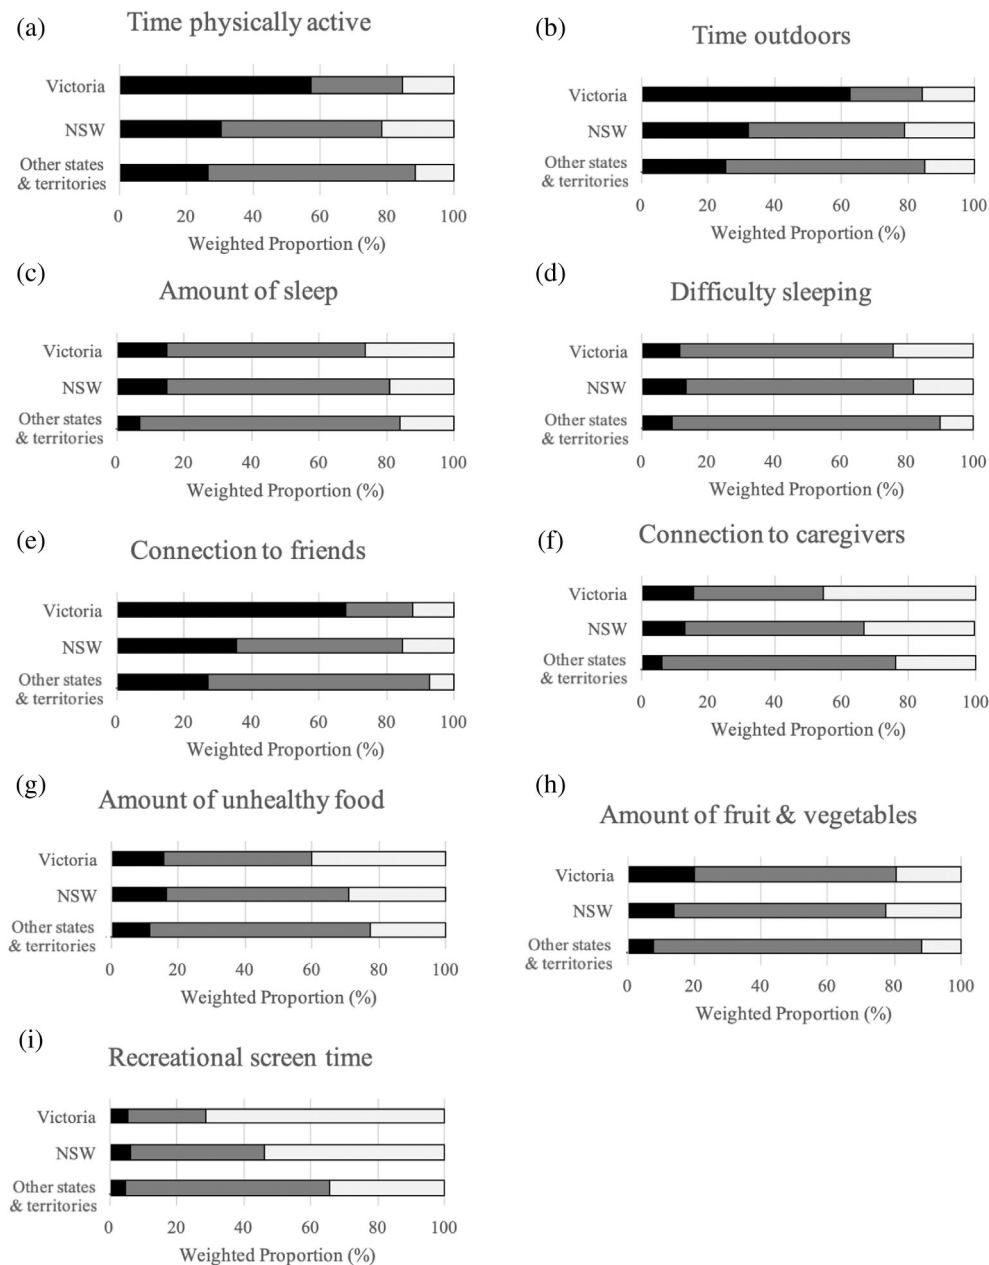 (a)
Time physically active
Victoria
NSW
Other states
& territories
0 20 40 60 80 100
Weighted Proportion (%)
(b)
Time outdoors
Victoria
NSW
Other states
& territories
0 20 40 60 80 100
Weighted Proportion (%)
(c)
Amount of sleep
Victoria
NSW
Other states
& territories
0 20 40 60 80 100
Weighted Proportion (%)
(d)
Difficulty sleeping
Victoria
NSW
Other states
& territories
0 20 40 60 80 100
Weighted Proportion (%)
(e)
Connection to friends
Victoria
NSW
Other states
& territories
0 20 40 60 80 100
Weighted Proportion (%)
(f)
Connection to caregivers
Victoria
NSW
Other states
& territories
0 20 40 60 80 100
Weighted Proportion (%)
(g)
Amount of unhealthy food
Victoria
NSW
Other states
& territories
0 20 40 60 80 100
Weighted Proportion (%)
(h)
Amount of fruit & vegetables
Victoria
NSW
Other states
& territories
0 20 40 60 80 100
Weighted Proportion (%)
(i)
Recreational screen time
Victoria
NSW
Other states
& territories
0 20 40 60 80 100
Weighted Proportion (%)